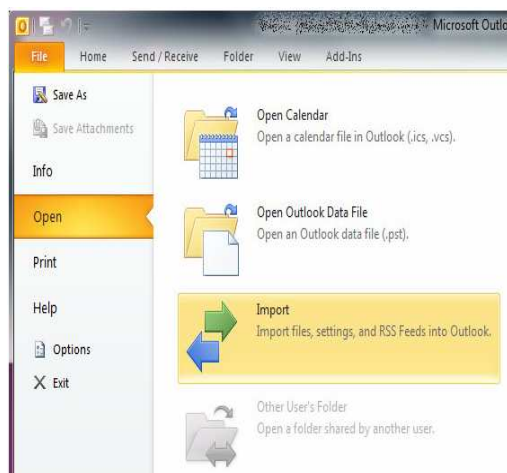 Microsoft Outlo
File Home Send / Receive Folder View Add-Ins
Save As
Save Attachments
Info
Open
Print
Help
Options
Exit
Open Calendar
Open a calendar file in Outlook (.ics, .vcs).
Open Outlook Data File
Open an Outlook data file (.pst).
Import
Import files, settings, and RSS Feeds into Outlook.
Other User's Folder
Open a folder shared by another user.